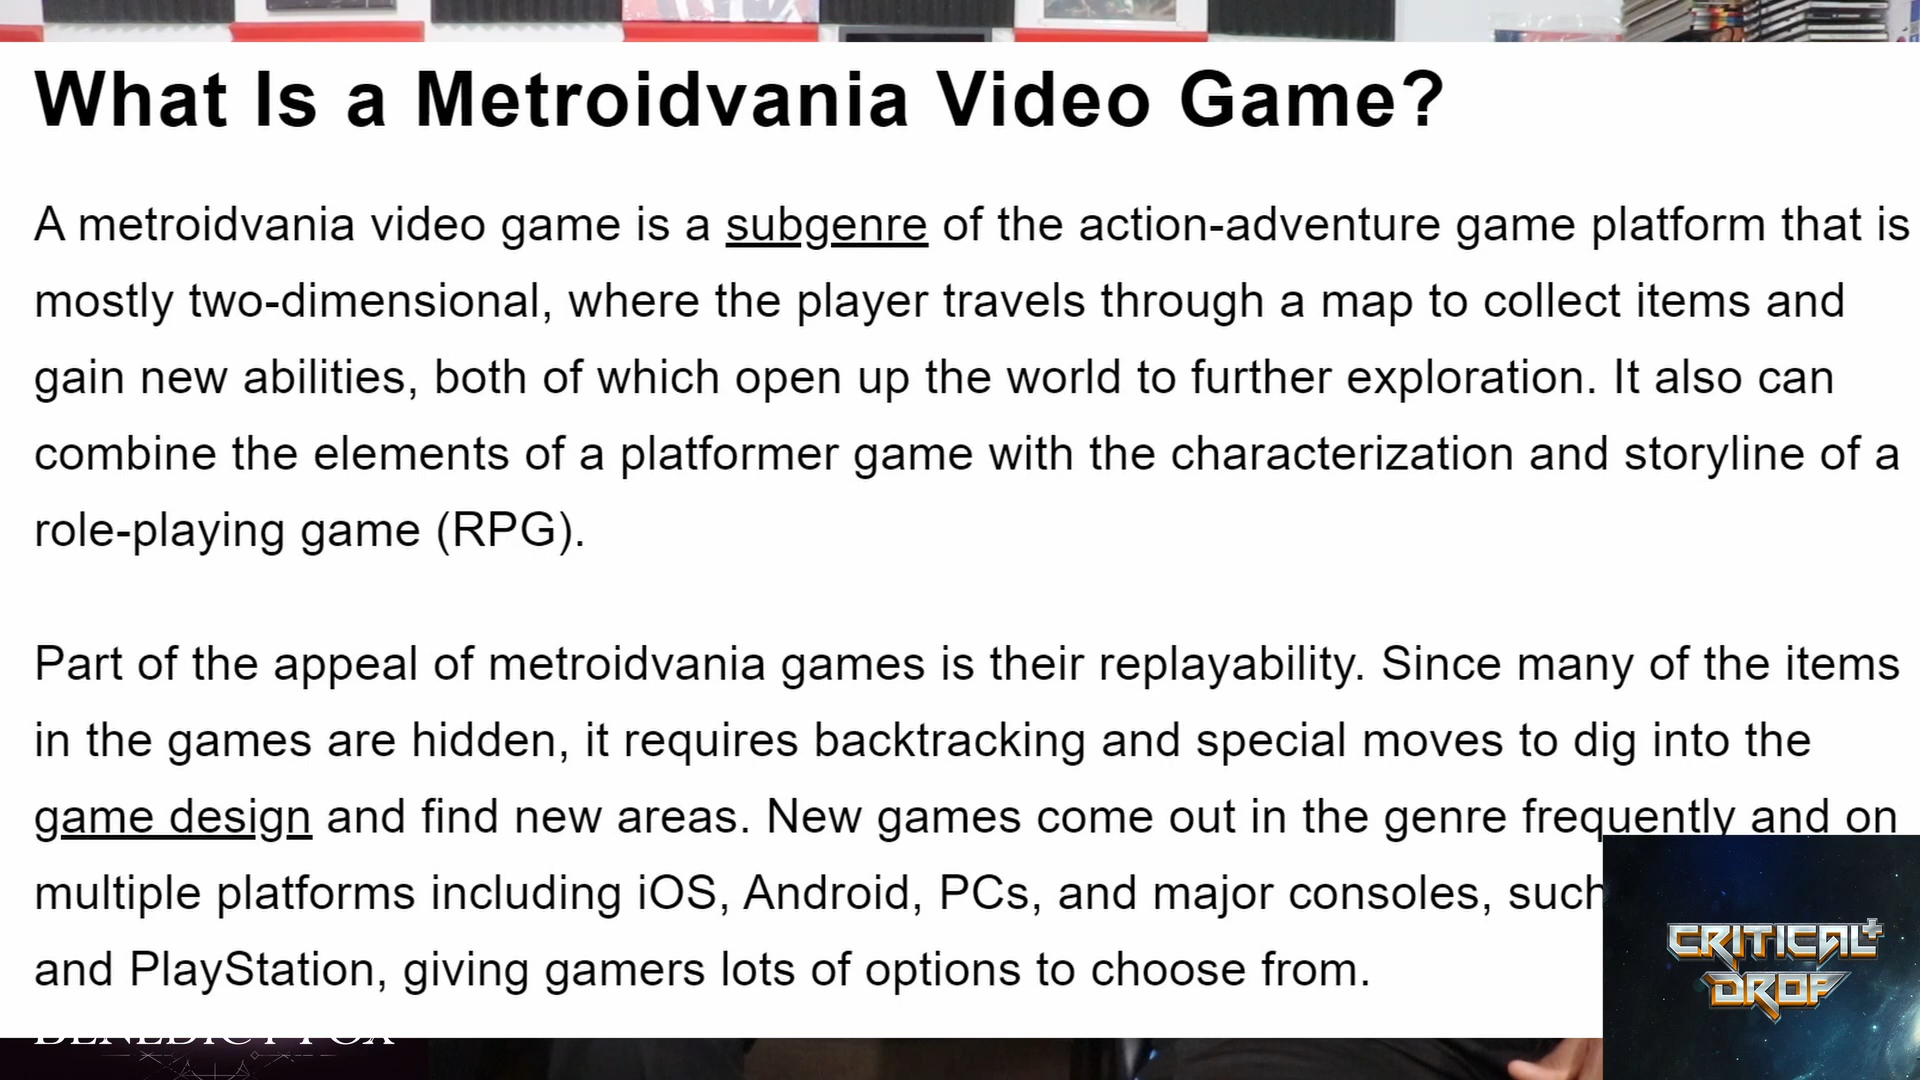 What Is a Metroidvania Video Game?
A metroidvania video game is a subgenre of the action-adventure game platform that is
mostly two-dimensional, where the player travels through a map to collect items and
gain new abilities, both of which open up the world to further exploration. It also can
combine the elements of a platformer game with the characterization and storyline of a
role-playing game (RPG).
Part of the appeal of metroidvania games is their replayability. Since many of the items
in the games are hidden, it requires backtracking and special moves to dig into the
game design and find new areas. New games come out in the genre frequently and on
multiple platforms including iOS, Android, PCs, and major consoles, such
and PlayStation, giving gamers lots of options to choose from.
CRITICAL
DROP
BENEDICT FOX